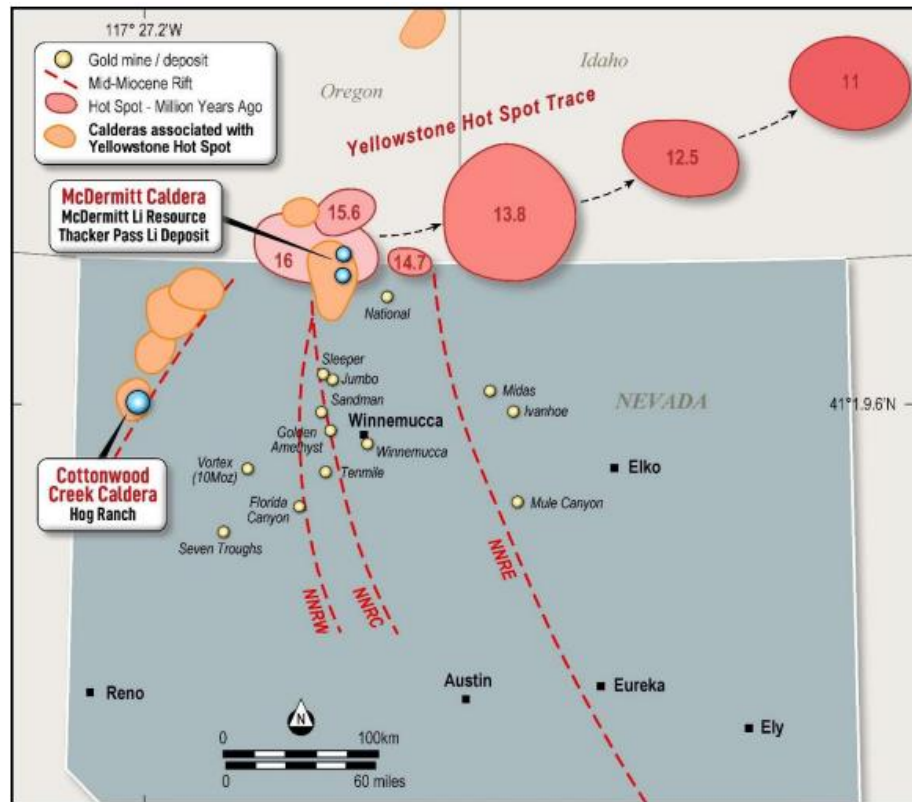 117° 27.2'W
Gold mine / deposit
Mid-Miocene Rift
Hot Spot - Million Years Ago
Calderas associated with
Yellowstone Hot Spot
Oregon
Idaho
Yellowstone Hot Spot Trace
11
12.5
13.8
15.6
16
14.7
McDermitt Caldera
McDermitt Li Resource
Thacker Pass Li Deposit
National
Sleeper
Jumbo
Sandman
Winnemucca
Golden
Amethyst
Winnemucca
Midas
Ivanhoe
NEVADA
41°1.9.6'N
Cottonwood
Creek Caldera
Hog Ranch
Vortex
(10Moz)
Tenmile
Elko
Florida
Canyon
Mule Canyon
Seven Troughs
NNRW
NNRC
NNRE
Reno
Austin
Eureka
Ely
N
0 100km
0 60 miles